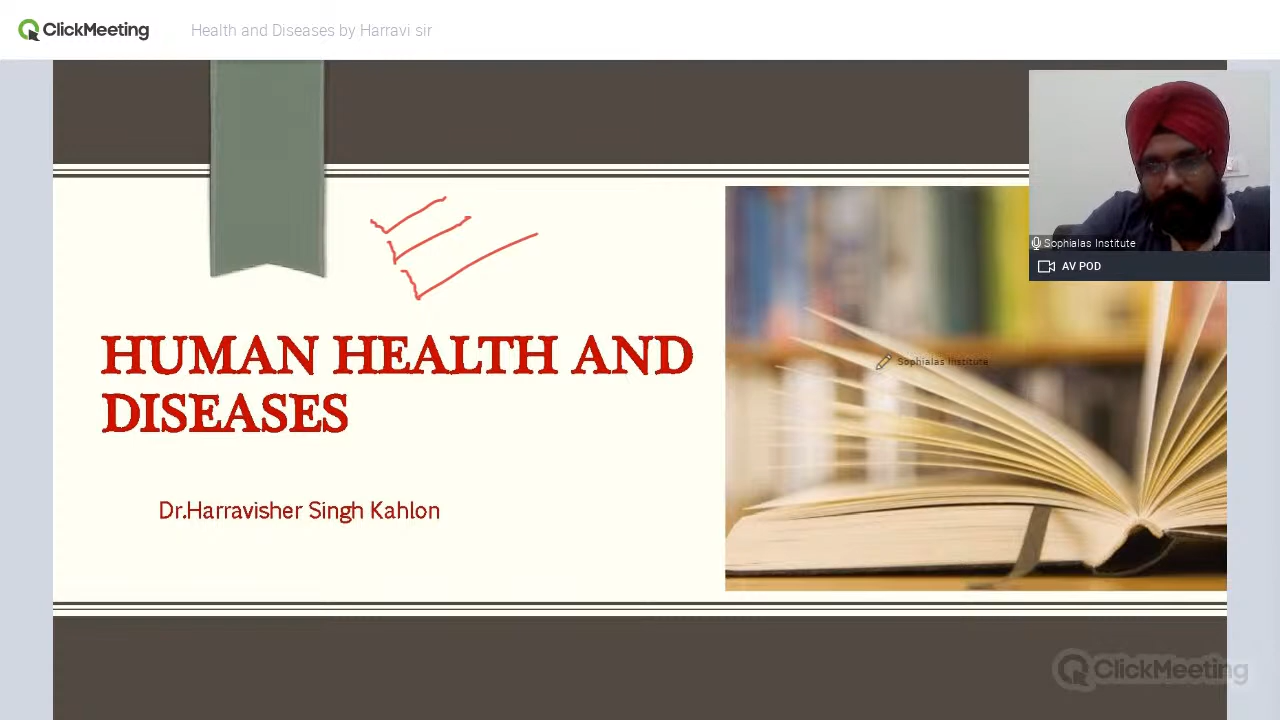 ClickMeeting
Health and Diseases by Harravi sir
Sophialas Institute
AV POD
HUMAN HEALTH AND
DISEASES
Sophialas Institute
Dr.Harravisher Singh Kahlon
ClickMeeting